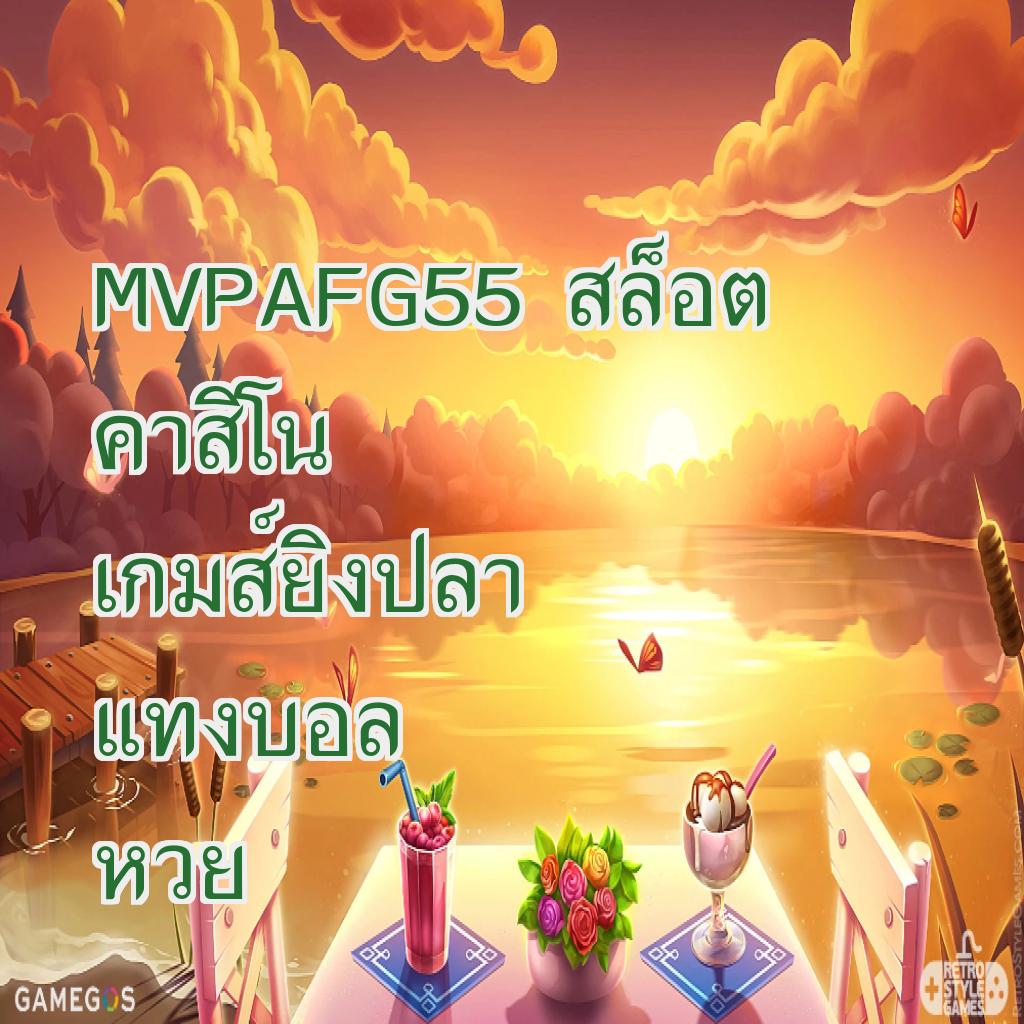 MVPAFG55 สล็อต
คาสิโน
เกมส์ยิงปลา
แทงบอล
หวย
GAMEGOS
RETRO
STYLE
GAMES
RETROSTYLEGAMES.COM